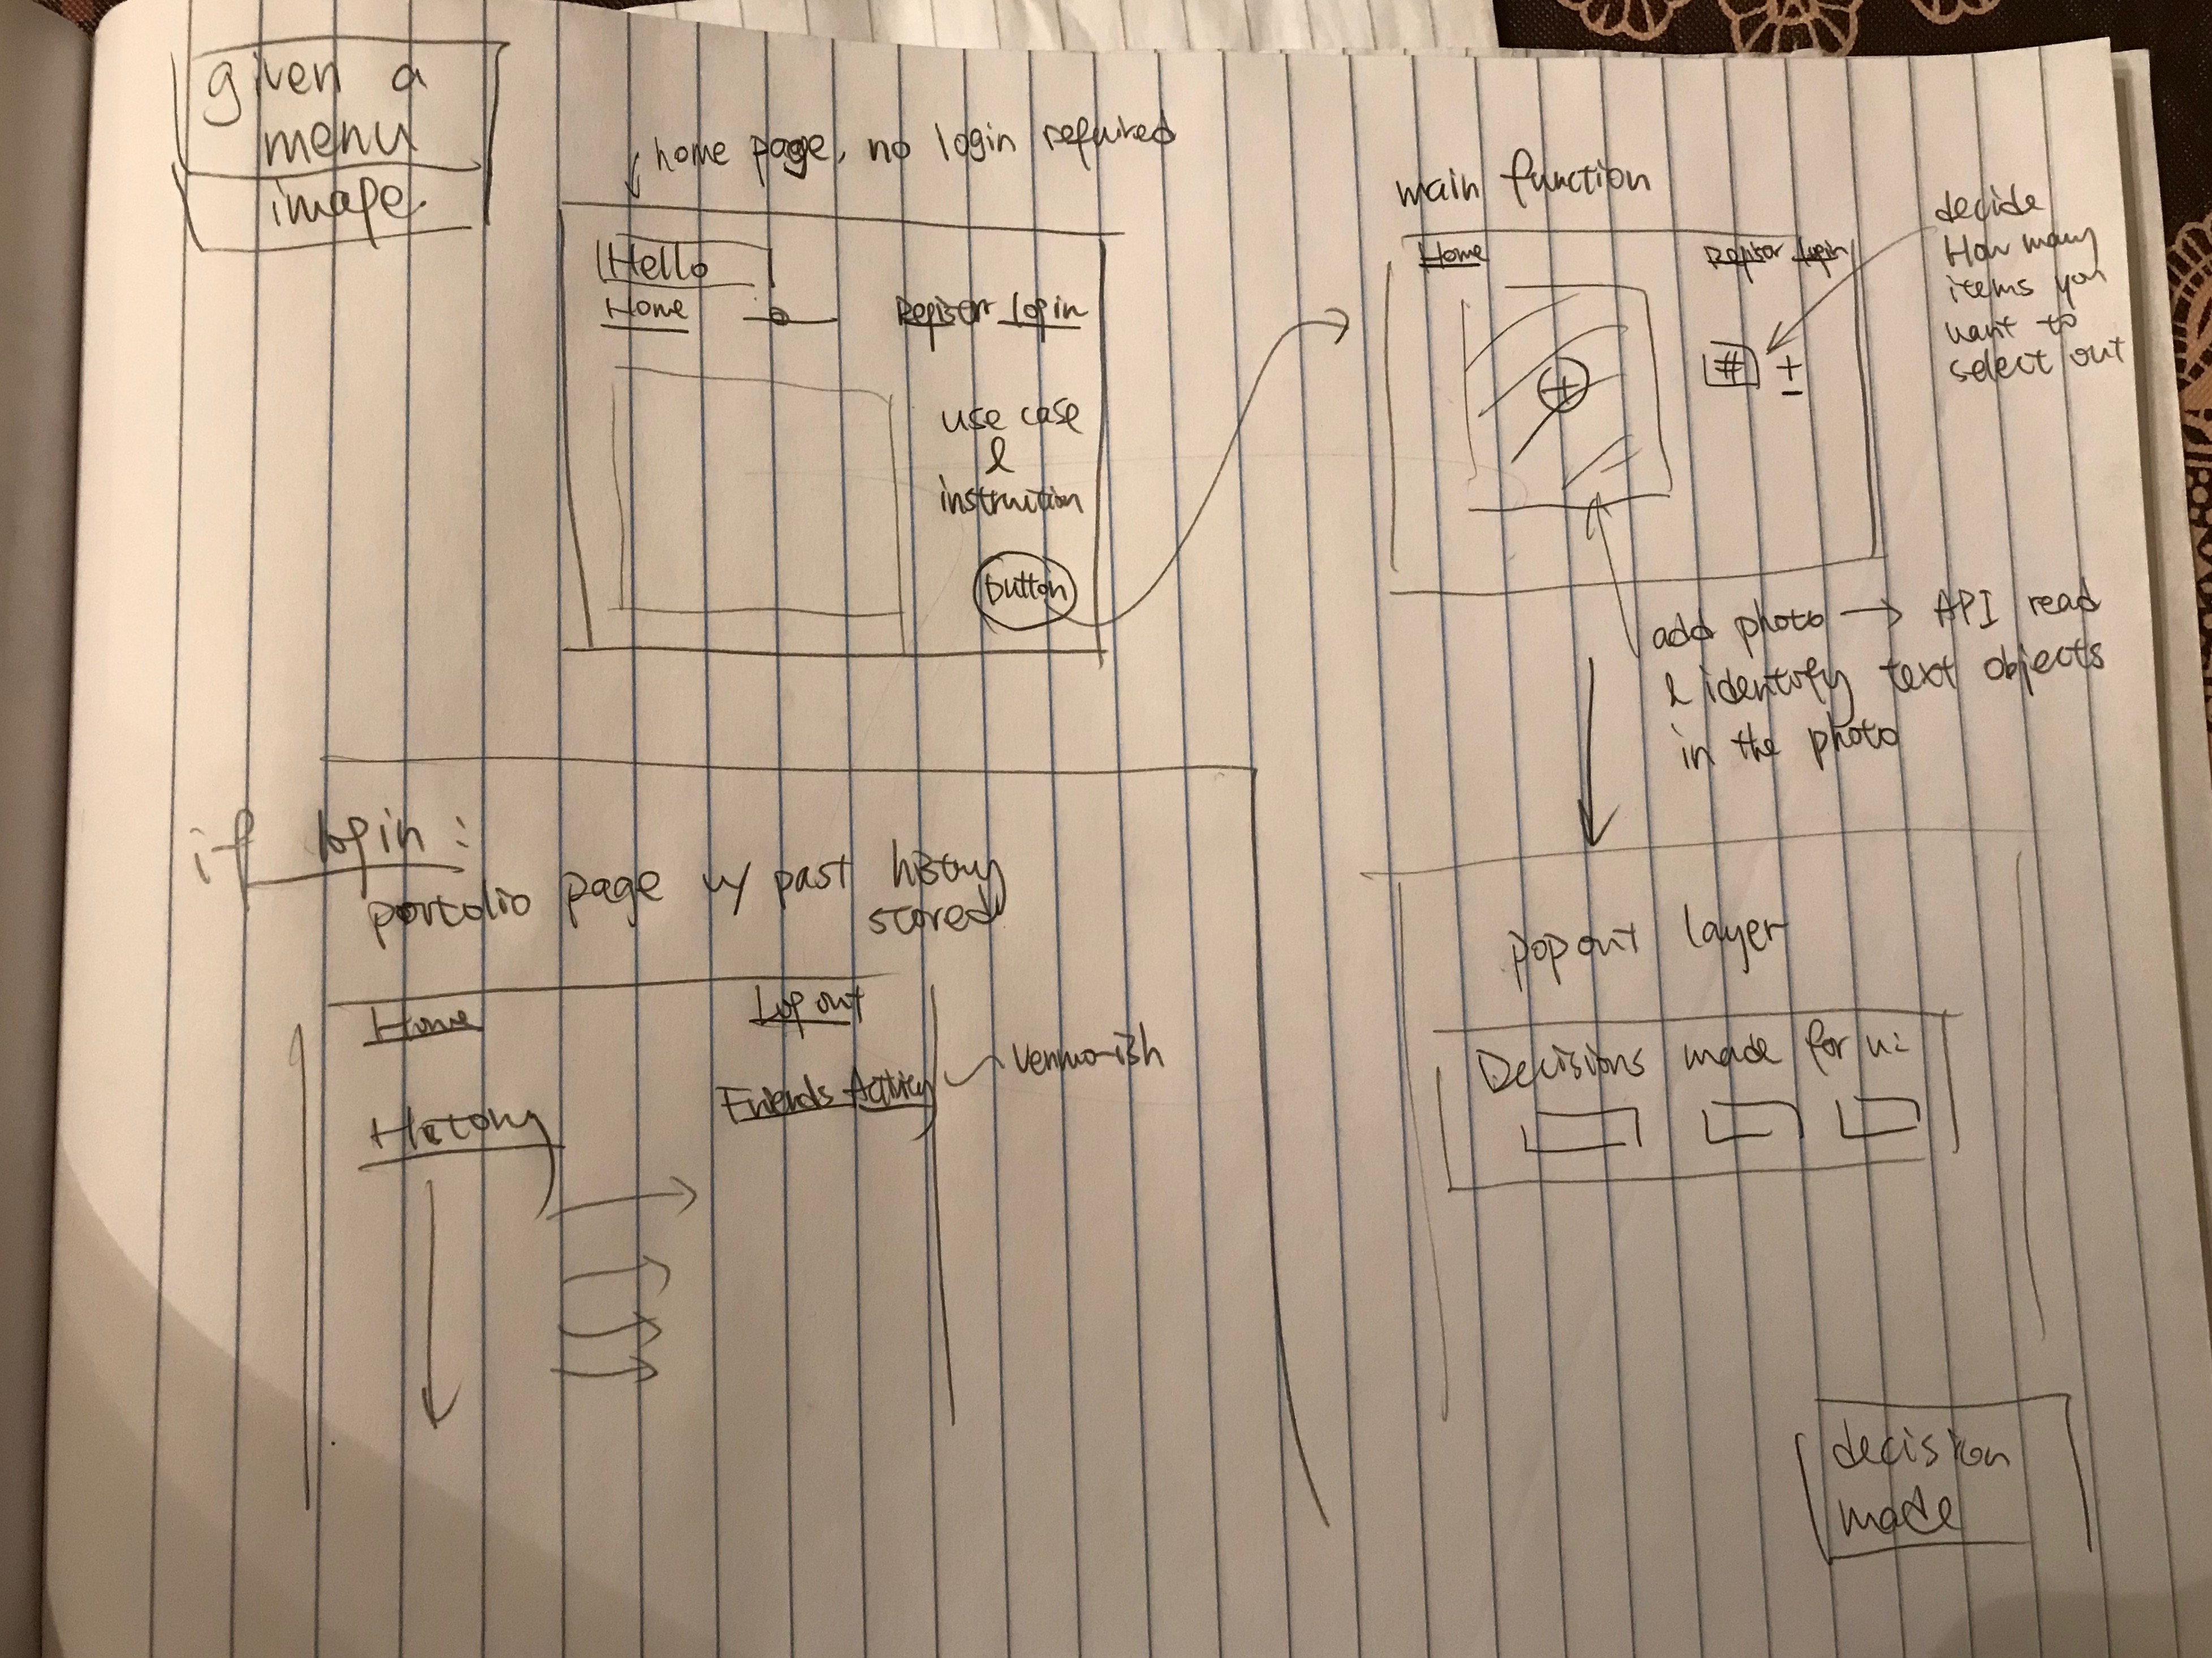 given a
menu
image
home page, no login required
Hello
Home
Register login
use case
&
instruction
button
main function
Home
Register login
decide
How many
items you
want to
select out
# ±
add photo → API read
& identify text objects
in the photo
if login:
portolio page w/ past history
stored
Home
Log out
History
Friends Activity
venmo-ish
pop out layer
Decisions made for u:
decision
made